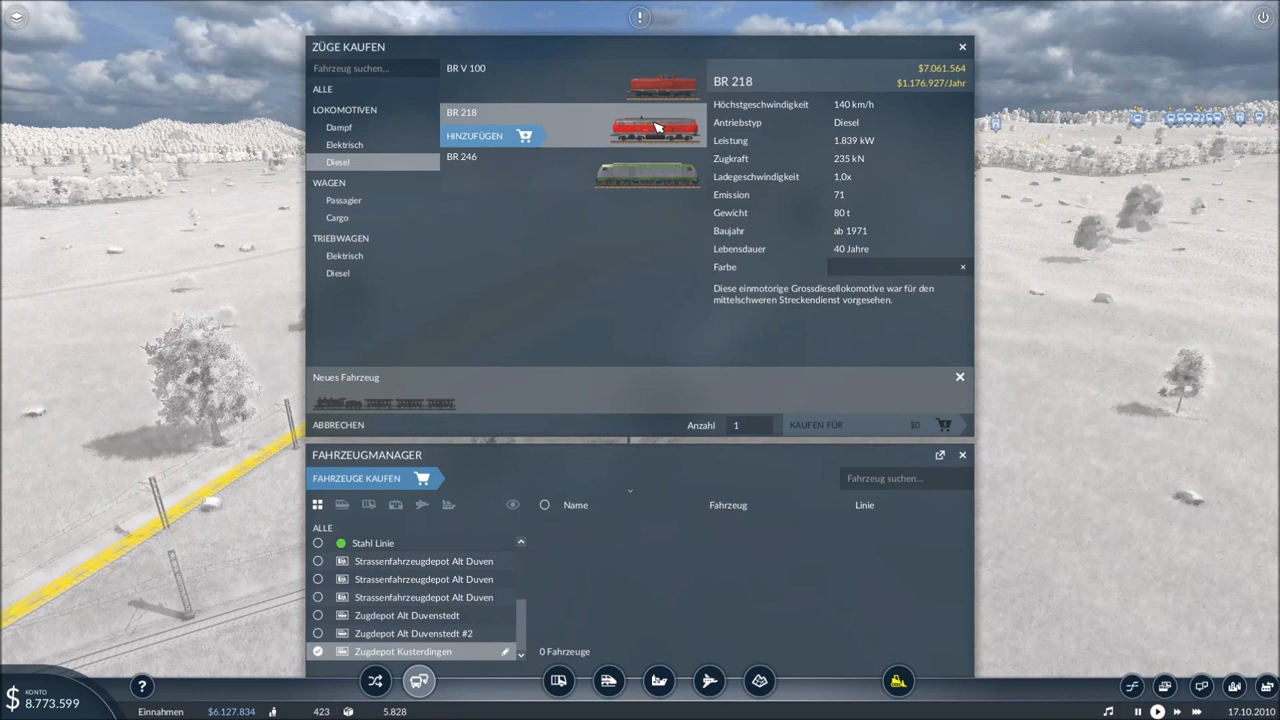 ZÜGE KAUFEN
Fahrzeug suchen...
ALLE
LOKOMOTIVEN
Dampf
Elektrisch
Diesel
WAGEN
Passagier
Cargo
TRIEBWAGEN
Elektrisch
Diesel
BR V 100
BR 218
HINZUFÜGEN
BR 246
$7.061.564
BR 218
$1.176.927/Jahr
Höchstgeschwindigkeit 140 km/h
Antriebstyp Diesel
Leistung 1.839 kW
Zugkraft 235 kN
Ladegeschwindigkeit 1,0x
Emission 71
Gewicht 80 t
Baujahr ab 1971
Lebensdauer 40 Jahre
Farbe
Diese einmotorige Grossdiesellokomotive war für den
mittelschweren Streckendienst vorgesehen.
Neues Fahrzeug
ABBRECHEN Anzahl 1 KAUFEN FÜR $0
FAHRZEUGMANAGER
FAHRZEUGE KAUFEN Fahrzeug suchen...
Name Fahrzeug Linie
ALLE
Stahl Linie
Strassenfahrzeugdepot Alt Duven
Strassenfahrzeugdepot Alt Duven
Strassenfahrzeugdepot Alt Duven
Zugdepot Alt Duvenstedt
Zugdepot Alt Duvenstedt #2
Zugdepot Kusterdingen 0 Fahrzeuge
KONTO
$ 8.773.599
?
Einnahmen $6.127.834 423 5.828 17.10.2010